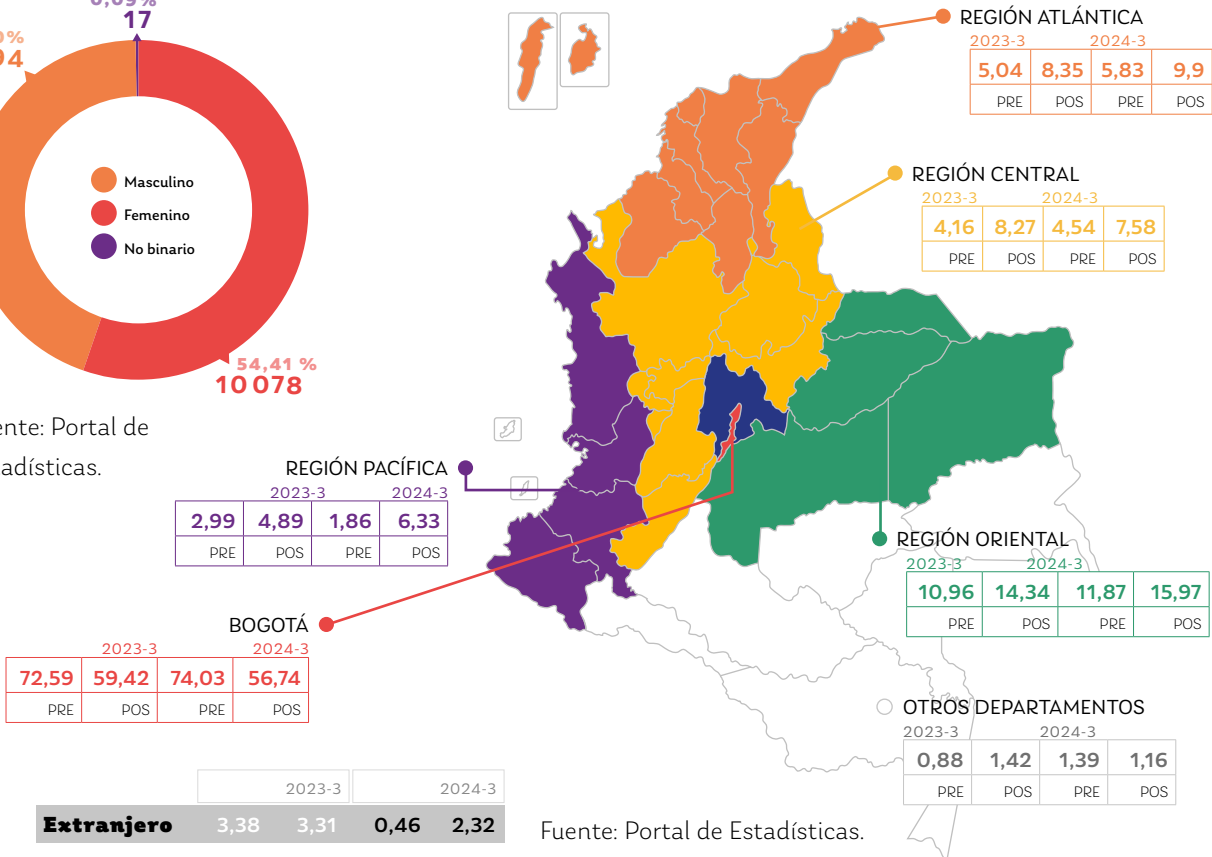 17
Masculino
Femenino
No binario
54,41 %
10 078
adísticas.
REGIÓN ATLÁNTICA
2023-3 2024-3
5,04 8,35 5,83 9,9
PRE POS PRE POS
REGIÓN CENTRAL
2023-3 2024-3
4,16 8,27 4,54 7,58
PRE POS PRE POS
REGIÓN PACÍFICA
2023-3 2024-3
2,99 4,89 1,86 6,33
PRE POS PRE POS
REGIÓN ORIENTAL
2023-3 2024-3
10,96 14,34 11,87 15,97
PRE POS PRE POS
BOGOTÁ
2023-3 2024-3
72,59 59,42 74,03 56,74
PRE POS PRE POS
OTROS DEPARTAMENTOS
2023-3 2024-3
0,88 1,42 1,39 1,16
PRE POS PRE POS
2023-3 2024-3
Extranjero 3,38 3,31 0,46 2,32
ente: Portal de
Fuente: Portal de Estadísticas.